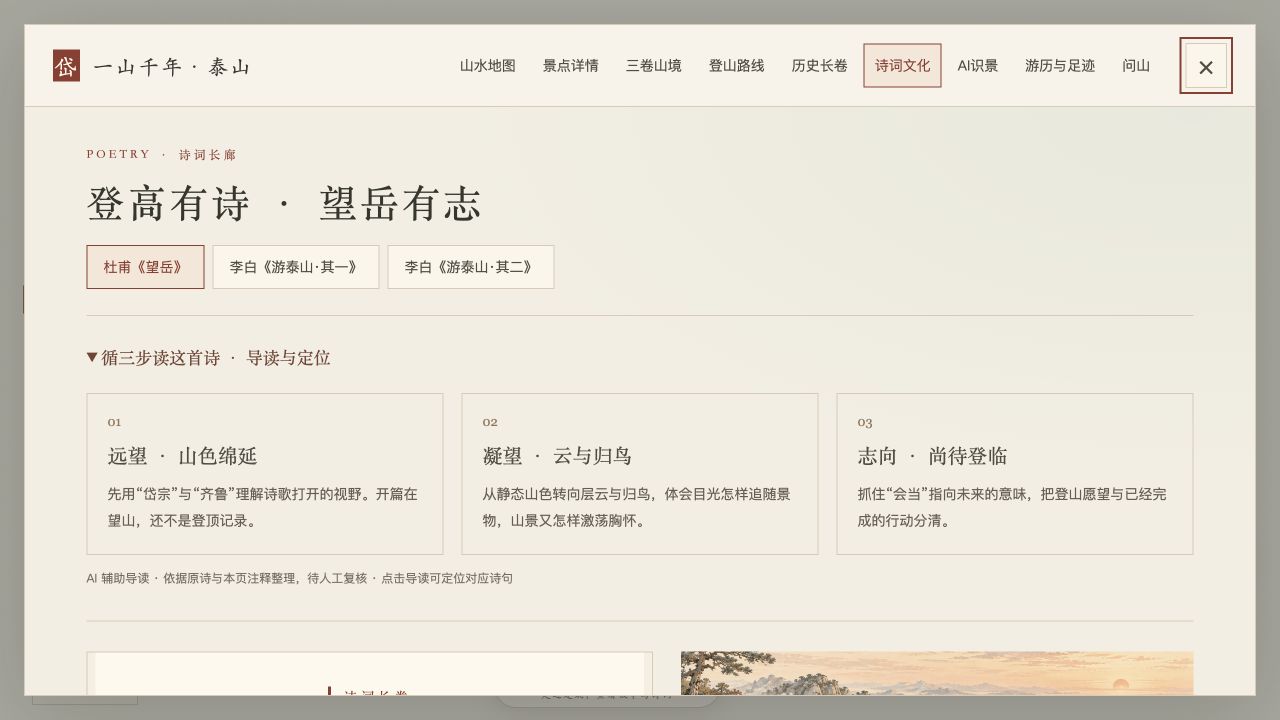 岱 一山千年·泰山
山水地图 景点详情 三卷山境 登山路线 历史长卷 诗词文化 AI识景 游历与足迹 问山 ×
POETRY · 诗词长廊
登高有诗 · 望岳有志
杜甫《望岳》 李白《游泰山·其一》 李白《游泰山·其二》
▼循三步读这首诗 · 导读与定位
01
远望 · 山色绵延
先用“岱宗”与“齐鲁”理解诗歌打开的视野。开篇在
望山，还不是登顶记录。
02
凝望 · 云与归鸟
从静态山色转向层云与归鸟，体会目光怎样追随景
物，山景又怎样激荡胸怀。
03
志向 · 尚待登临
抓住“会当”指向未来的意味，把登山愿望与已经完
成的行动分清。
AI 辅助导读 · 依据原诗与本页注释整理，待人工复核 · 点击导读可定位对应诗句
诗词长卷